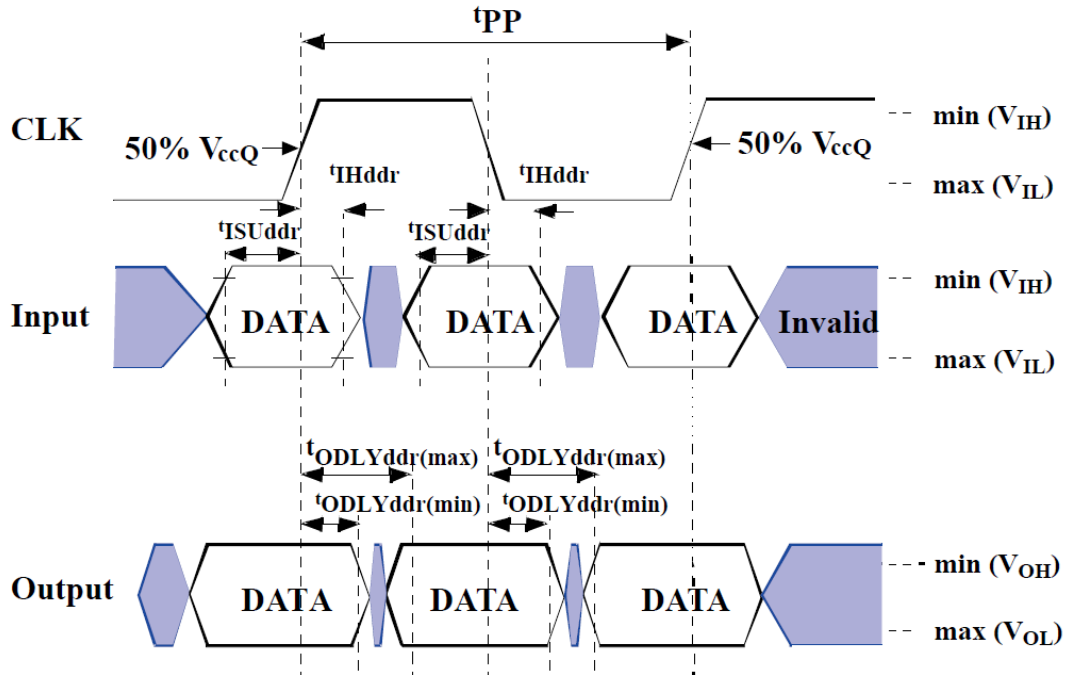 tPP
CLK
min (VIH)
50% VccQ
50% VccQ
tIHddr
tIHddr
max (VIL)
tISUddr
tISUddr
min (VIH)
Input
DATA
DATA
DATA
Invalid
max (VIL)
tODLYddr(max)
tODLYddr(max)
tODLYddr(min)
tODLYddr(min)
min (VOH)
Output
DATA
DATA
DATA
max (VOL)